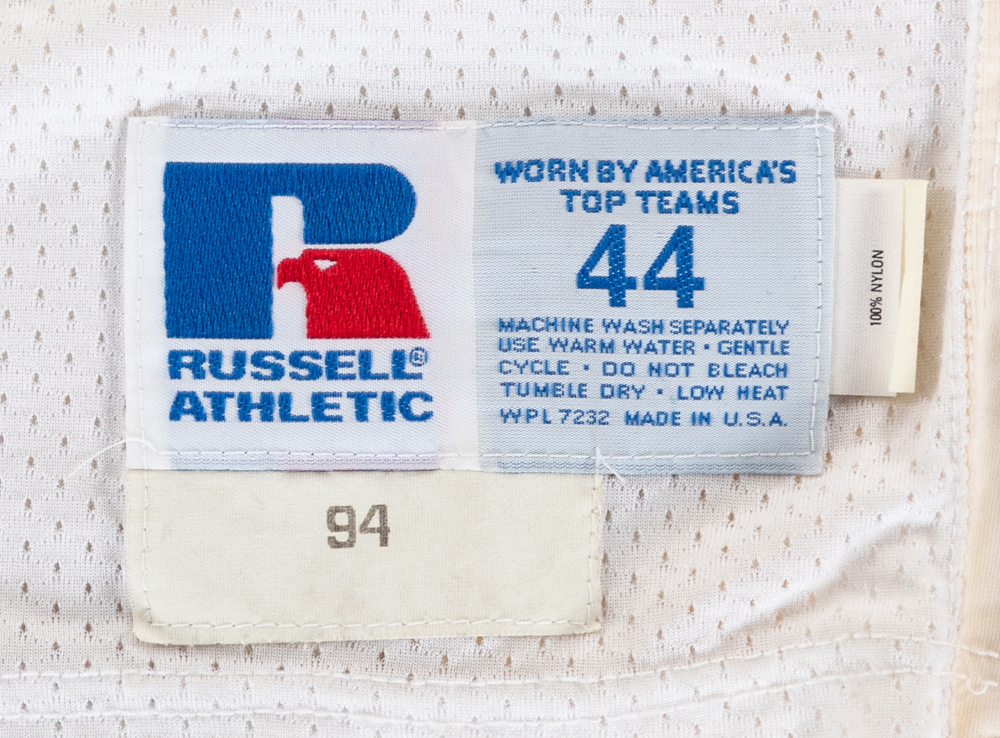 RUSSELL®
ATHLETIC
WORN BY AMERICA'S
TOP TEAMS
44
MACHINE WASH SEPARATELY
USE WARM WATER · GENTLE
CYCLE · DO NOT BLEACH
TUMBLE DRY · LOW HEAT
WPL 7232 MADE IN U.S.A.
100% NYLON
94